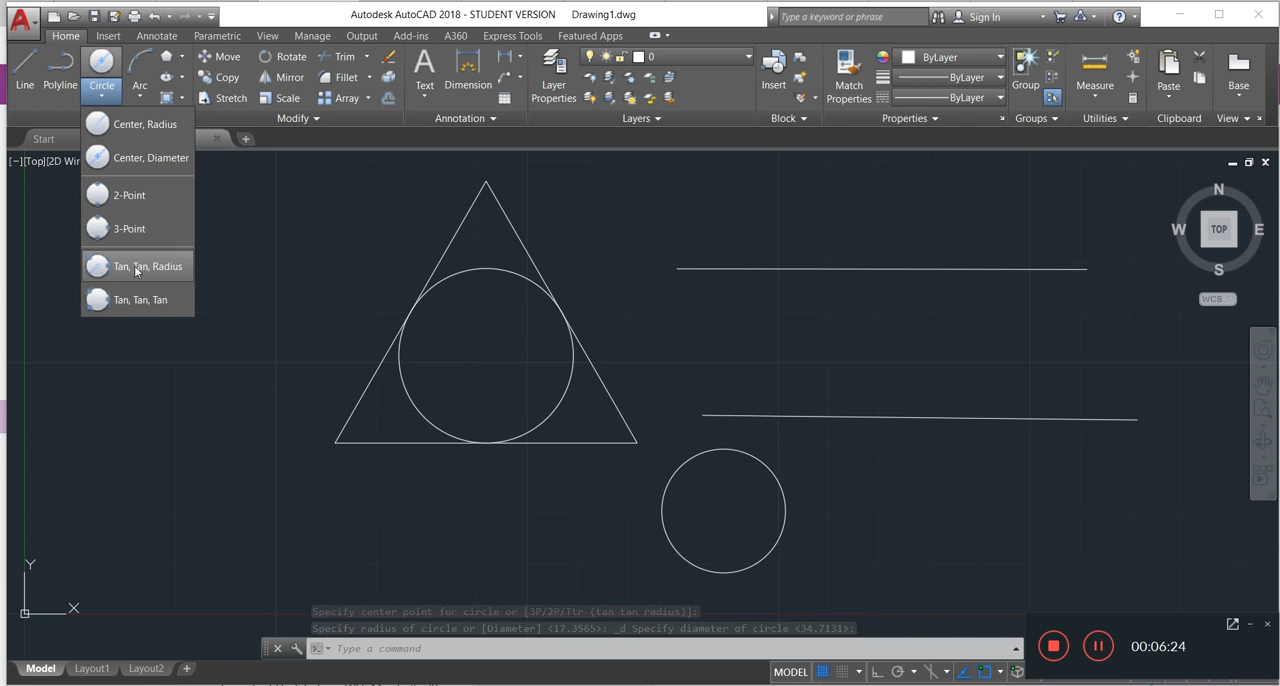 Autodesk AutoCAD 2018 - STUDENT VERSION Drawing1.dwg
Type a keyword or phrase
Sign In
Home Insert Annotate Parametric View Manage Output Add-ins A360 Express Tools Featured Apps
Line Polyline Circle Arc
Move Rotate Trim
Copy Mirror Fillet
Stretch Scale Array
Text Dimension
Layer
Properties
0
Insert
Match
Properties
ByLayer
ByLayer
ByLayer
Group
Measure
Paste
Base
Modify Annotation Layers Block Properties Groups Utilities Clipboard View
Start
[−][Top][2D Wir
Center, Radius
Center, Diameter
2-Point
3-Point
Tan, Tan, Radius
Tan, Tan, Tan
N
W TOP E
S
WCS
Y
X
Specify center point for circle or [3P/2P/Ttr (tan tan radius)]:
Specify radius of circle or [Diameter] <17.3565>: _d Specify diameter of circle <34.7131>:
Type a command
00:06:24
Model Layout1 Layout2 +
MODEL